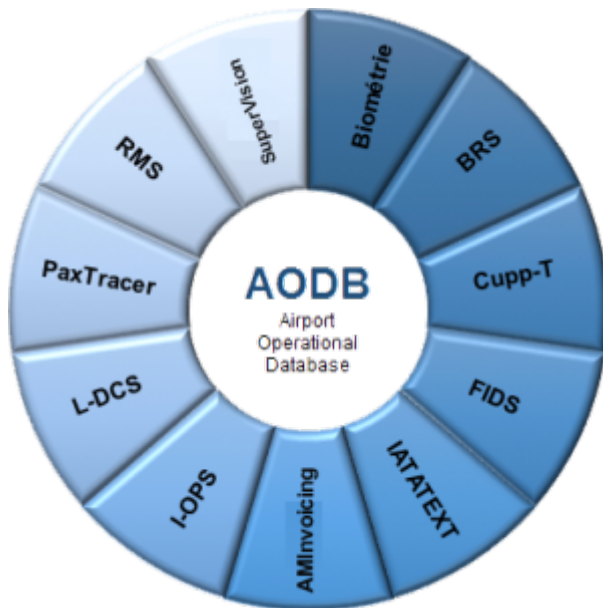 AODB
Airport
Operational
Database
Biométrie
BRS
Cupp-T
FIDS
IATATEXT
AMInvoicing
I-OPS
L-DCS
PaxTracer
RMS
SuperVision